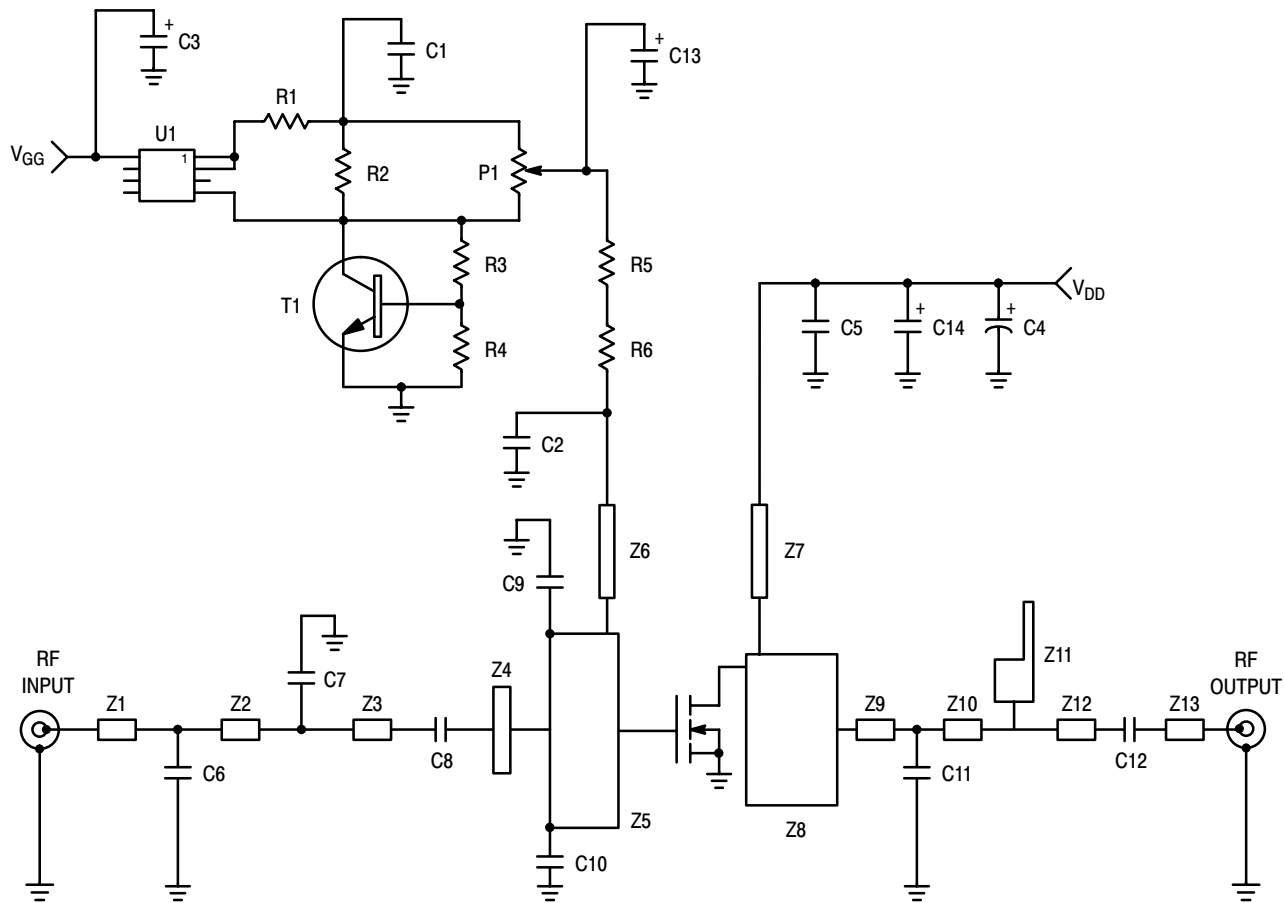 +
C3
C1
+
C13
R1
U1
1
VGG
R2
P1
R3
R5
T1
R4
R6
+
+
VDD
C5
C14
C4
C2
Z6
Z7
C9
RF
INPUT
Z1
Z2
C7
Z3
Z4
C8
C6
Z5
C10
Z8
Z9
Z10
Z11
Z12
Z13
RF
OUTPUT
C11
C12